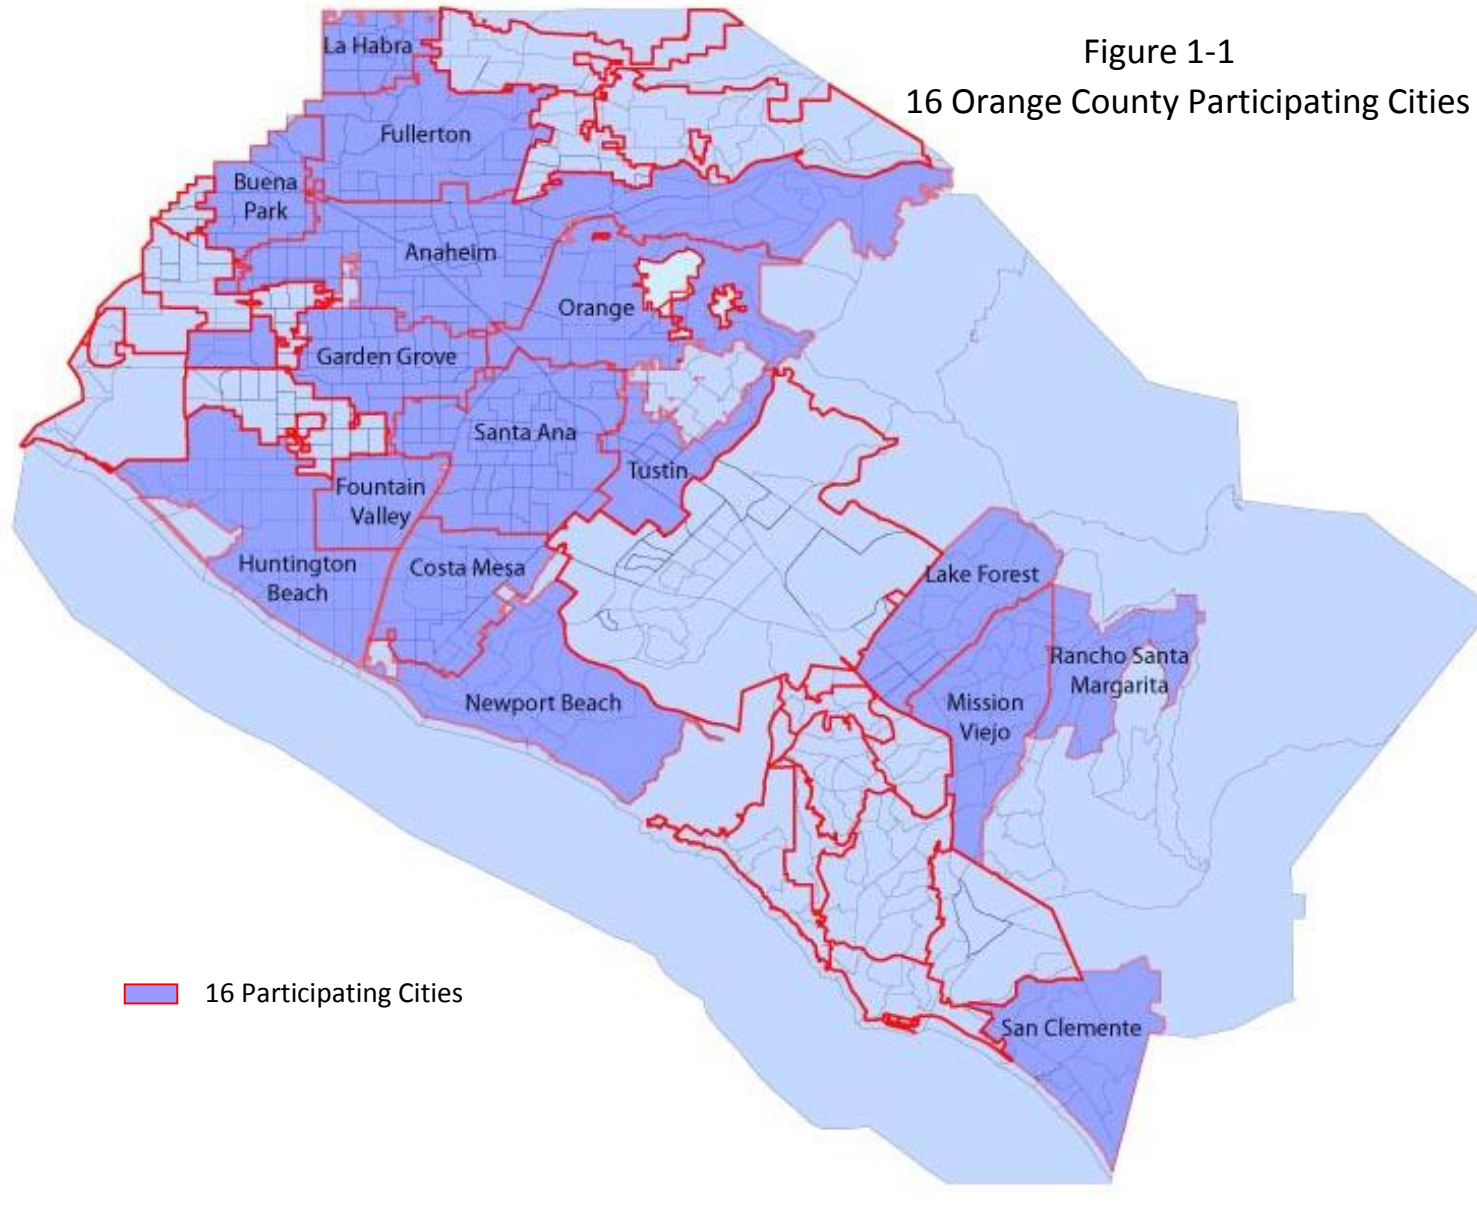 Figure 1-1
16 Orange County Participating Cities
La Habra
Fullerton
Buena
Park
Anaheim
Orange
Garden Grove
Santa Ana
Tustin
Fountain
Valley
Huntington
Beach
Costa Mesa
Lake Forest
Rancho Santa
Margarita
Mission
Viejo
Newport Beach
16 Participating Cities
San Clemente